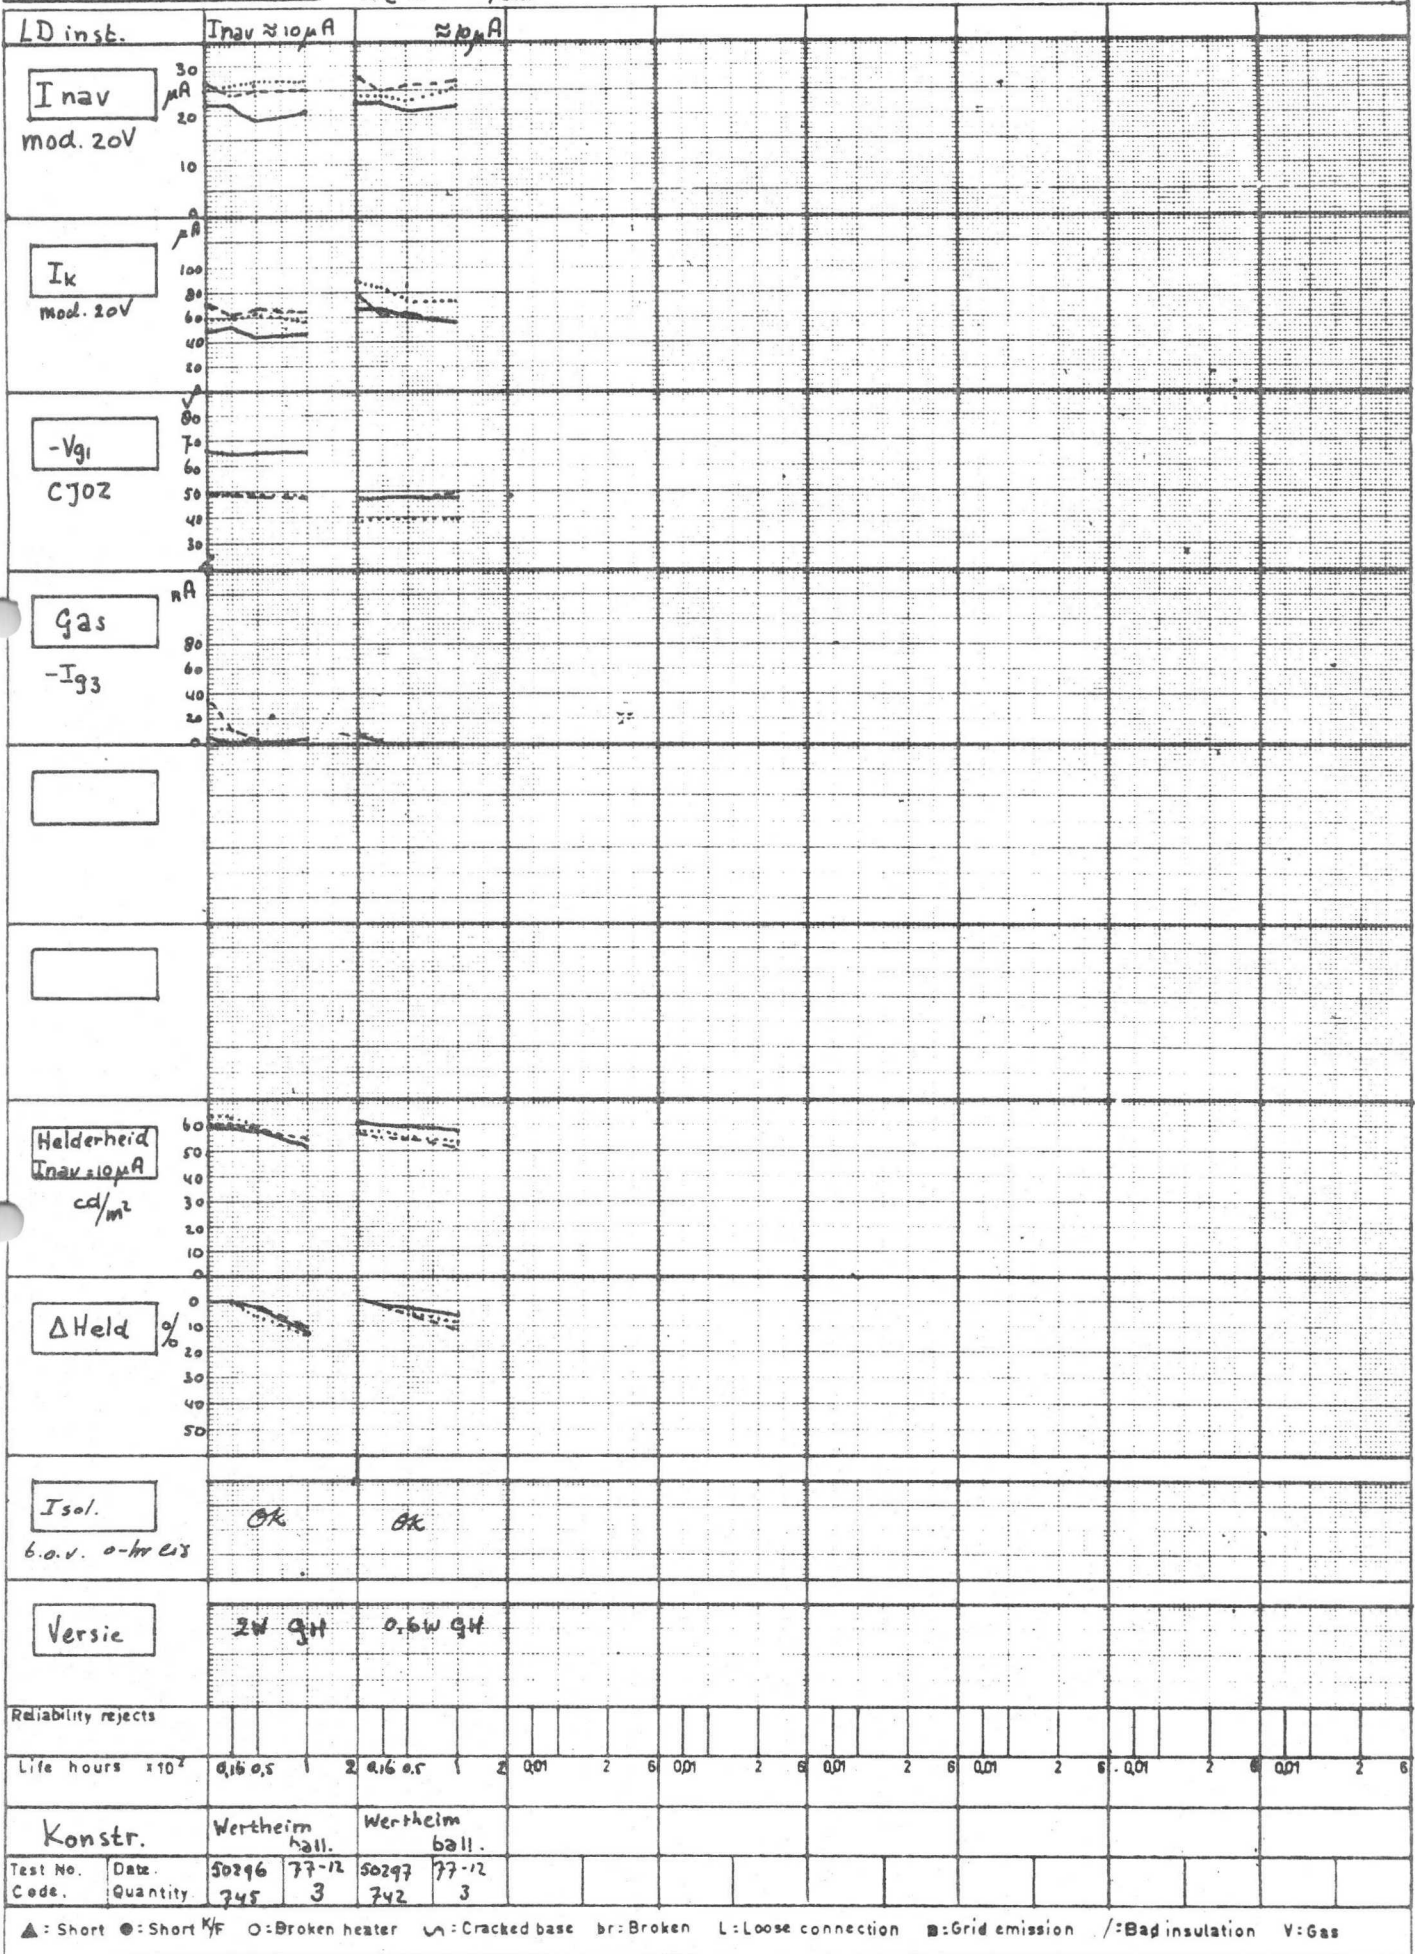 LD inst. Inav ≈ 10µA ≈ 10µA
I nav
mod. 20V
µA
30
20
10
0
Ik
mod. 20V
µA
100
80
60
40
20
0
-Vg1
CJOZ
V
80
70
60
50
40
30
Gas
-Ig3
nA
80
60
40
20
0
Helderheid
Inav = 10µA
cd/m²
60
50
40
30
20
10
0
Δ Held %
0
10
20
30
40
50
Isol. OK OK
b.o.v. 0-hr
Versie 2W GH 0,6W GH
Reliability rejects
Life hours x10² 0,16 0,5 1 2 0,16 0,5 1 2 0,01 2 6 0,01 2 6 0,01 2 6 0,01 2 6 0,01 2 6 0,01 2 6
Konstr. Wertheim ball. Wertheim ball.
Test No. Date. 50296 77-12 50297 77-12
Code. Quantity 745 3 742 3
▲: Short ●: Short K/F O: Broken heater : Cracked base br: Broken L: Loose connection : Grid emission /: Bad insulation V: Gas